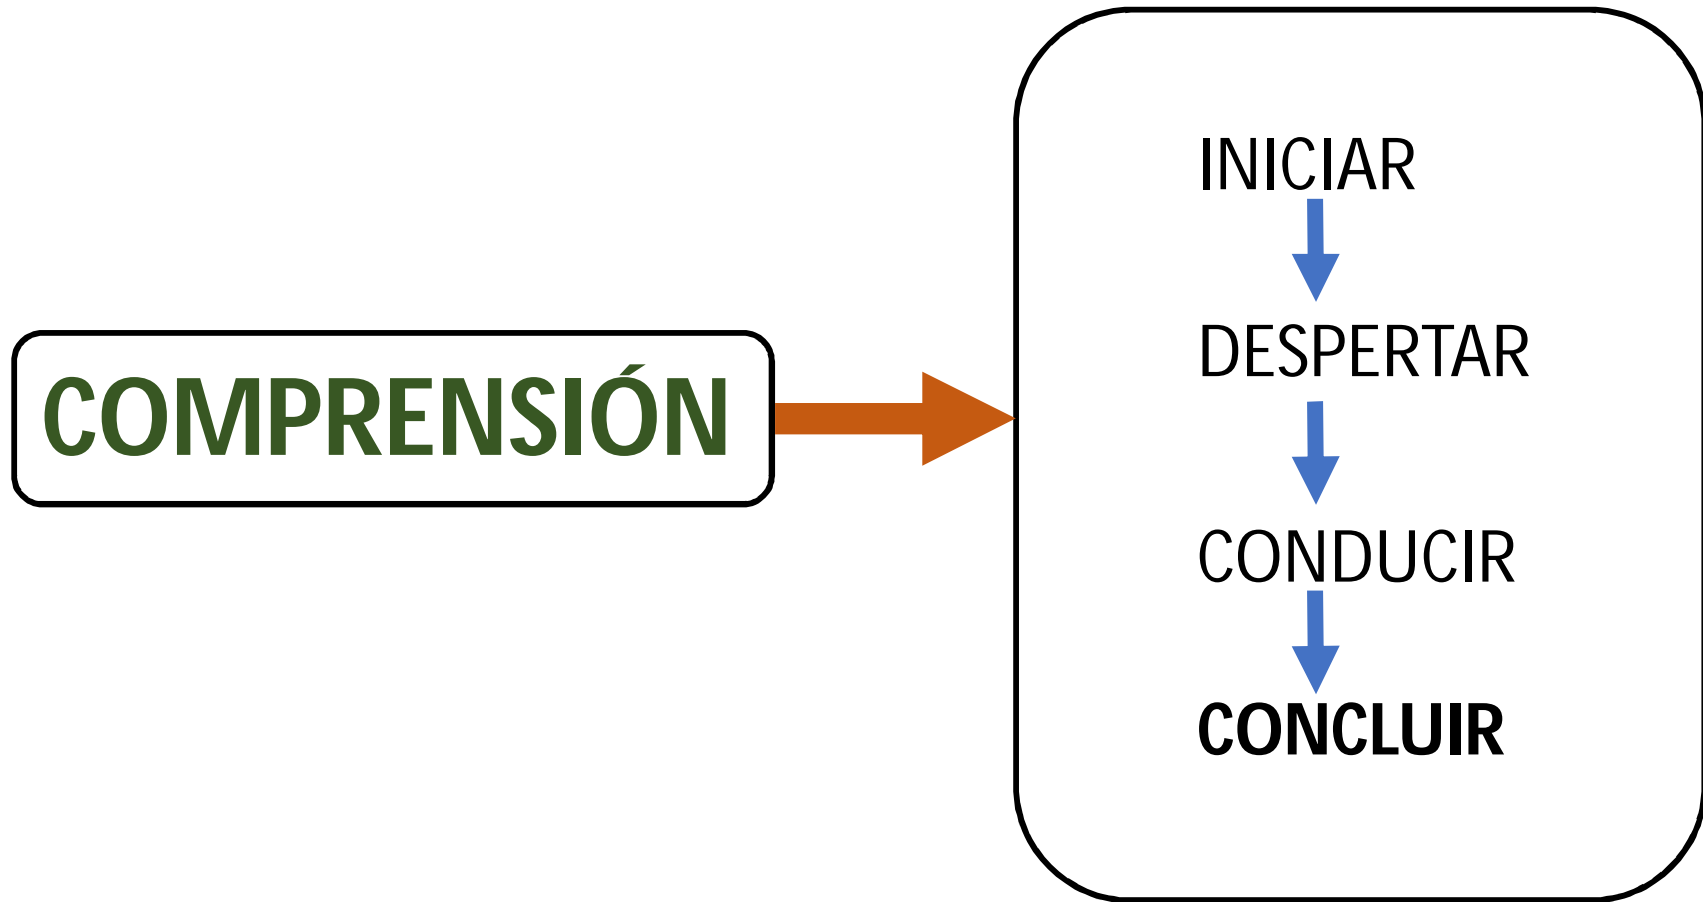 COMPRENSIÓN
INICIAR
DESPERTAR
CONDUCIR
CONCLUIR